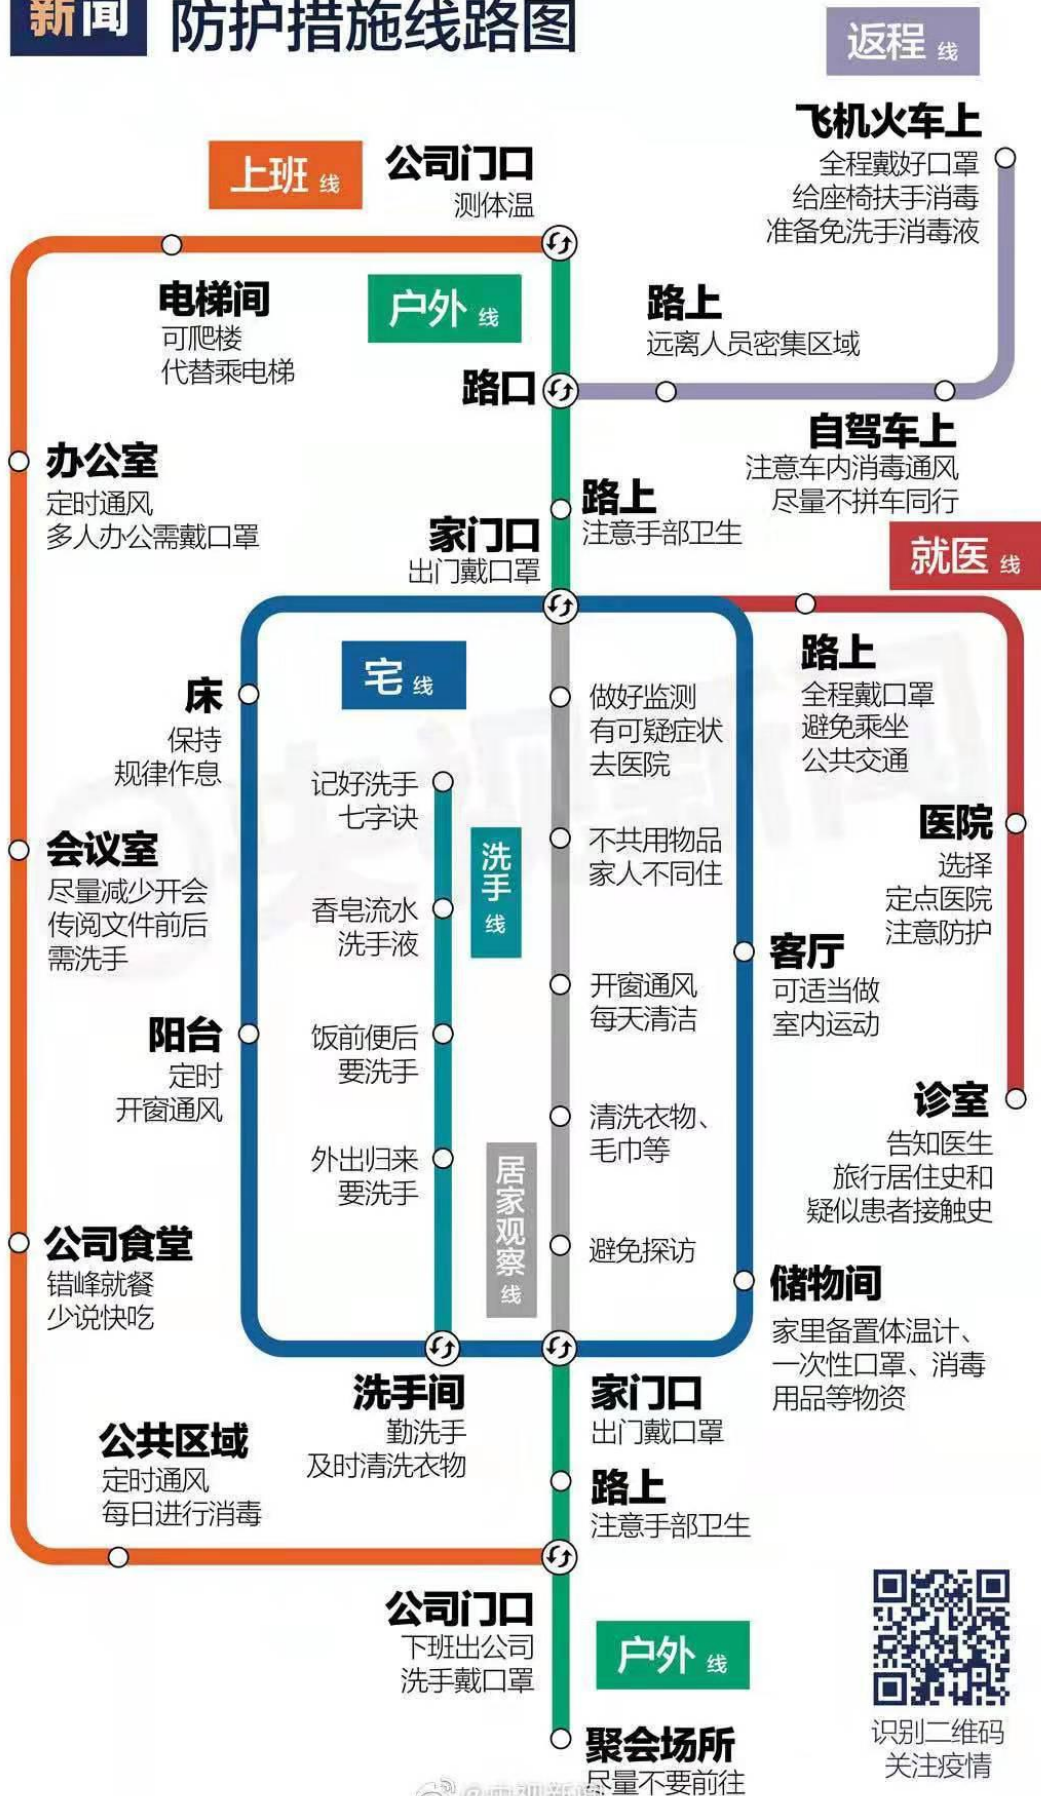 新闻 防护措施线路图
返程 线
飞机火车上
全程戴好口罩
给座椅扶手消毒
准备免洗手消毒液
上班 线
公司门口
测体温
电梯间
可爬楼
代替乘电梯
户外 线
路上
远离人员密集区域
路口
自驾车上
注意车内消毒通风
尽量不拼车同行
办公室
定时通风
多人办公需戴口罩
路上
注意手部卫生
家门口
出门戴口罩
就医 线
路上
全程戴口罩
避免乘坐
公共交通
宅 线
床
保持
规律作息
做好监测
有可疑症状
去医院
记好洗手
七字诀
洗手 线
不共用物品
家人不同住
医院
选择
定点医院
注意防护
会议室
尽量减少开会
传阅文件前后
需洗手
香皂流水
洗手液
客厅
可适当做
室内运动
开窗通风
每天清洁
阳台
定时
开窗通风
饭前便后
要洗手
诊室
告知医生
旅行居住史和
疑似患者接触史
清洗衣物、
毛巾等
外出归来
要洗手
居家观察 线
避免探访
公司食堂
错峰就餐
少说快吃
储物间
家里备置体温计、
一次性口罩、消毒
用品等物资
洗手间
勤洗手
及时清洗衣物
家门口
出门戴口罩
公共区域
定时通风
每日进行消毒
路上
注意手部卫生
公司门口
下班出公司
洗手戴口罩
户外 线
聚会场所
尽量不要前往
识别二维码
关注疫情
@央视新闻